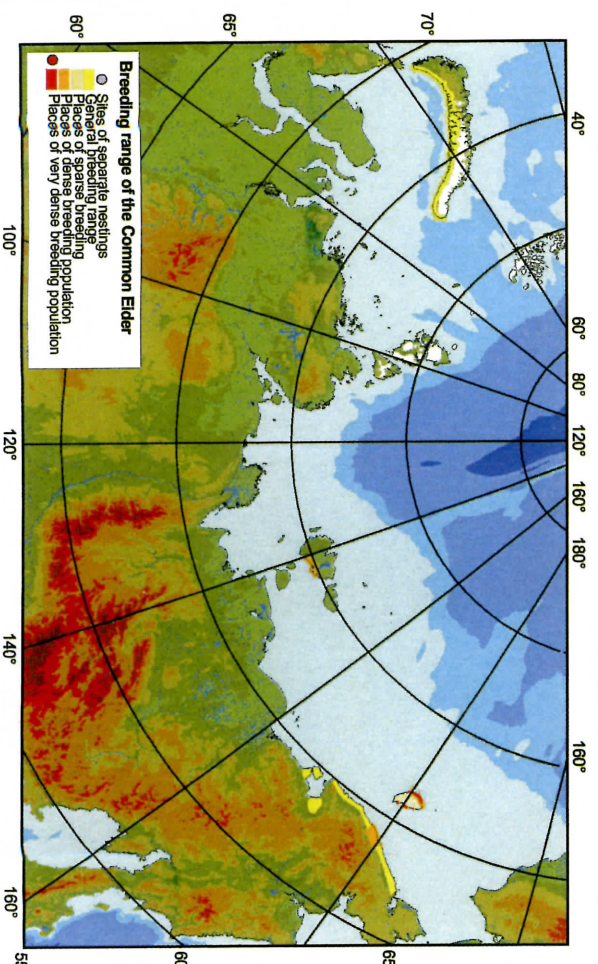 40° 60° 80° 120° 160° 180° 160°
70°
65°
60°
Breeding range of the Common Eider
Sites of separate nestings
General breeding range
Places of sparse breeding
Places of dense breeding population
Places of very dense breeding population
100° 120° 140° 160°